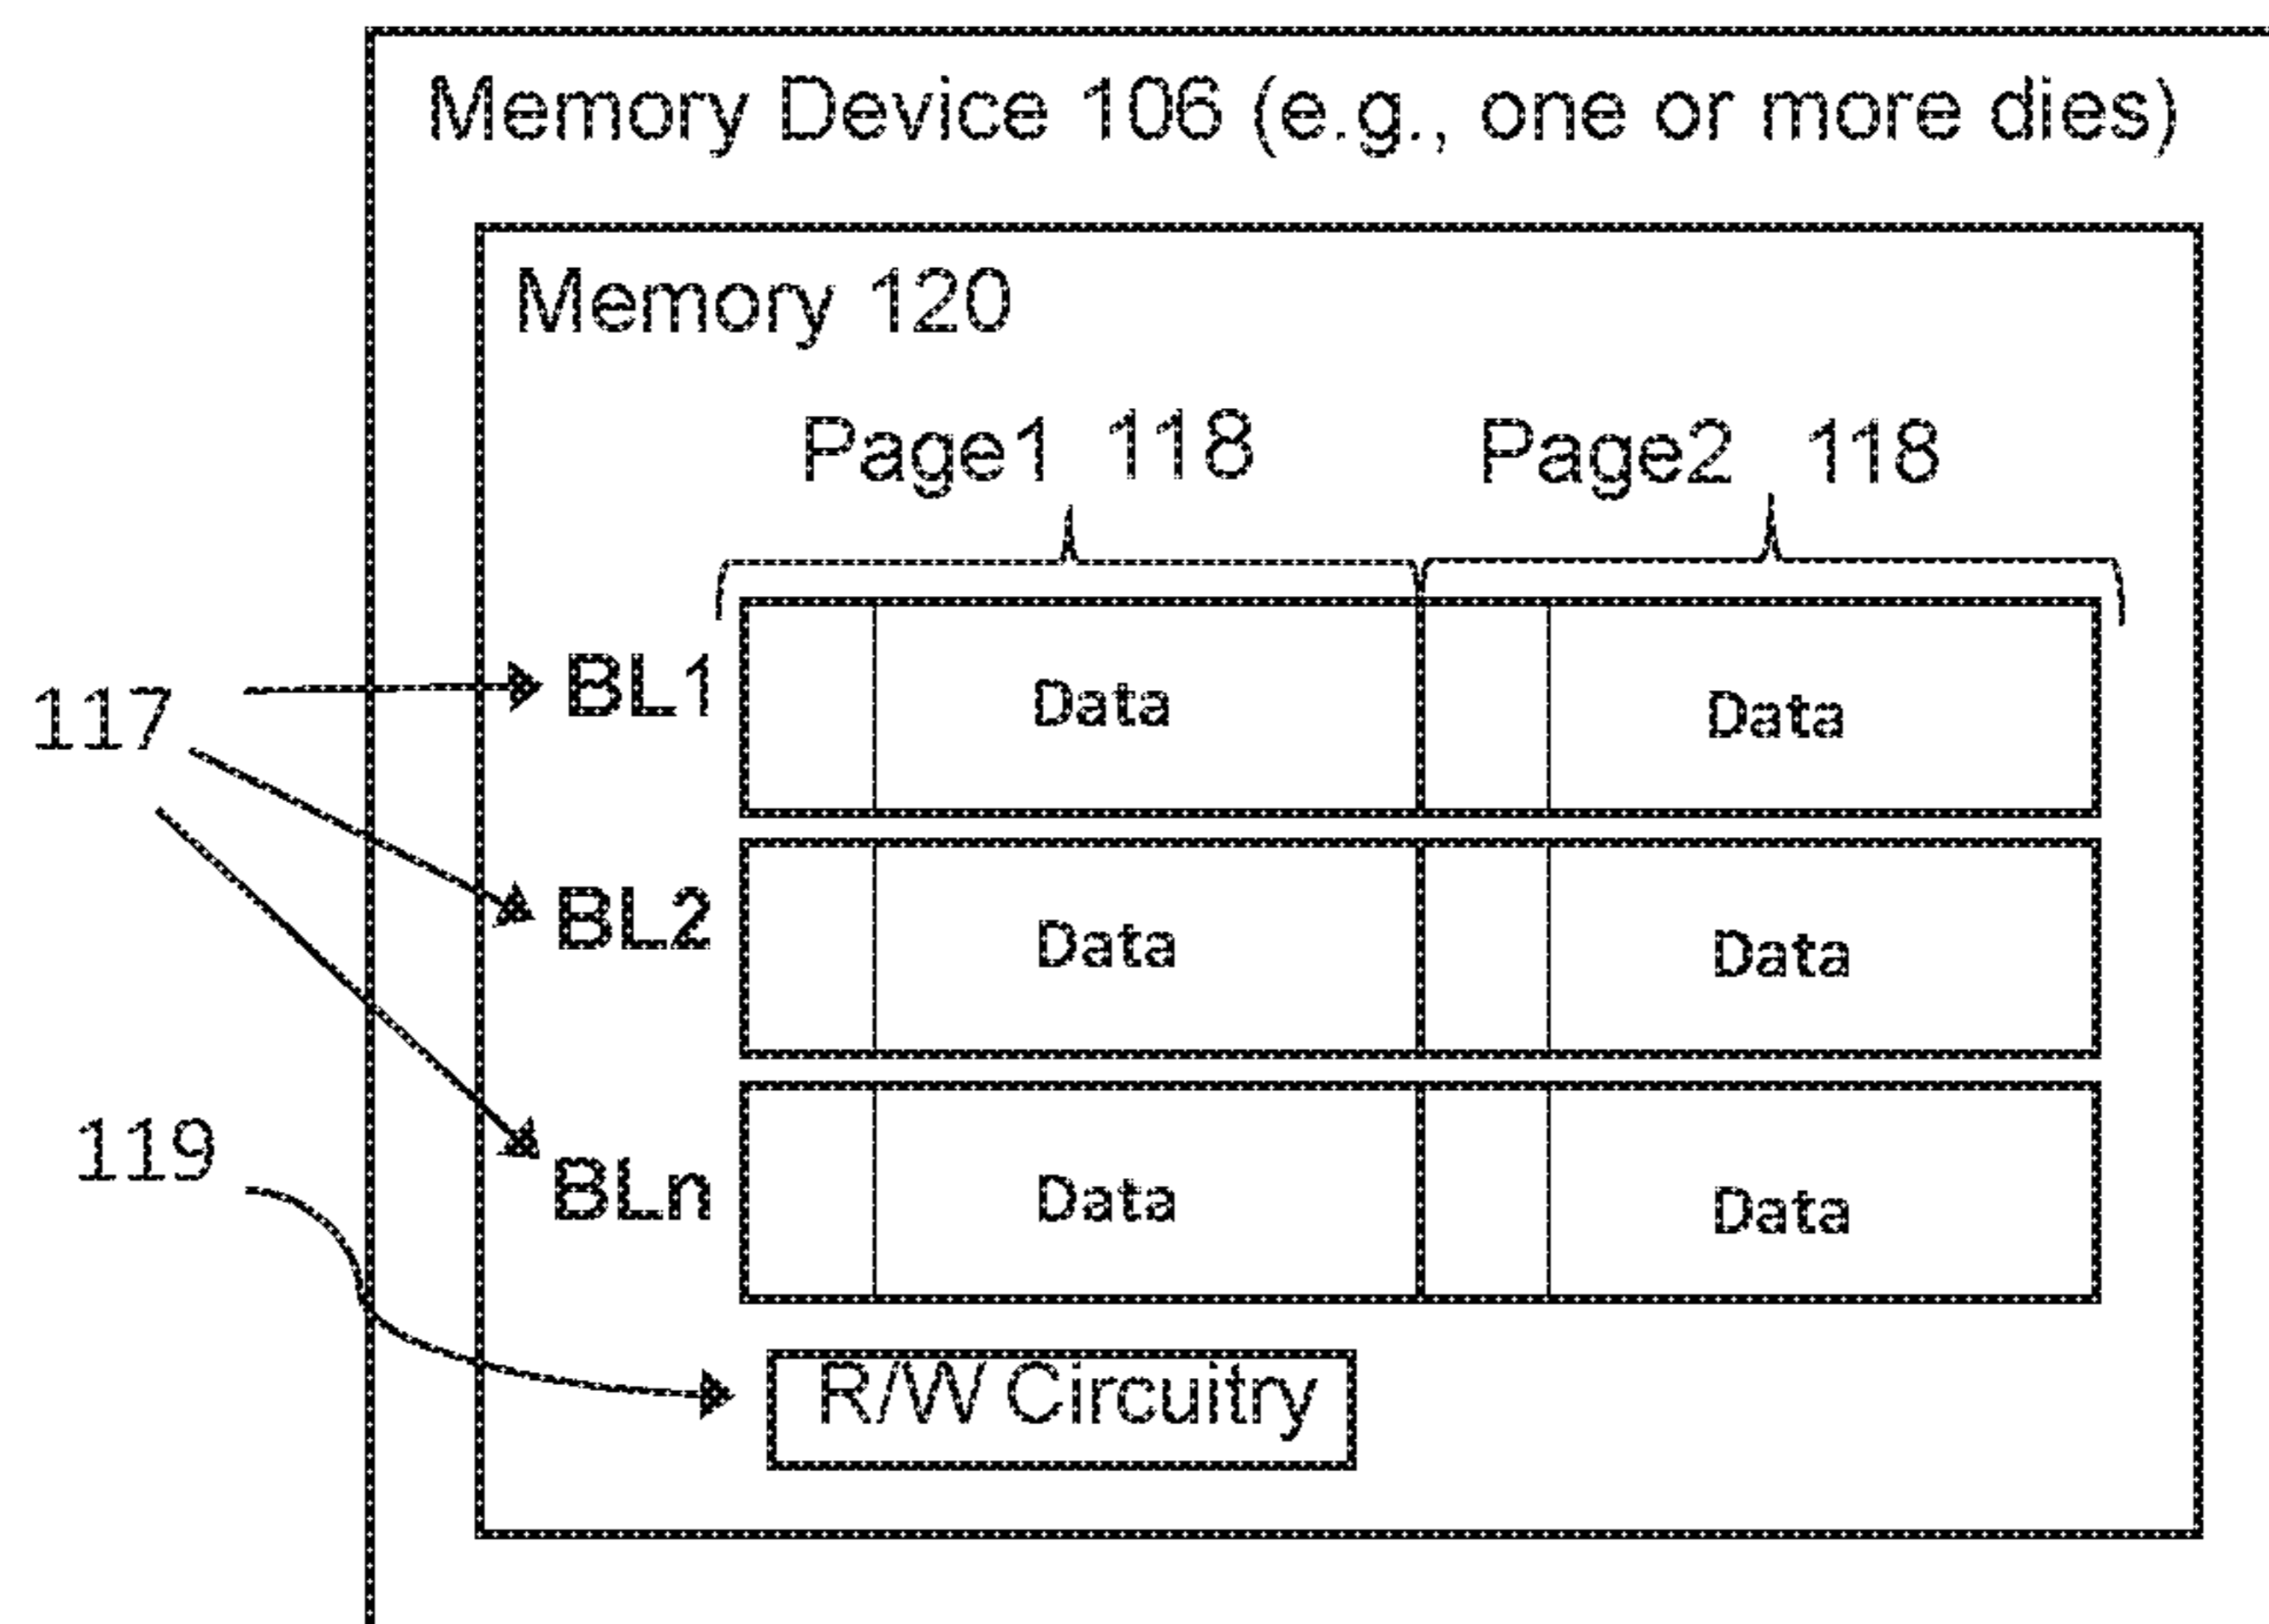 Memory Device 106 (e.g., one or more dies)
Memory 120
Page1 118 Page2 118
117 BL1 Data Data
BL2 Data Data
119 BLn Data Data
R/W Circuitry